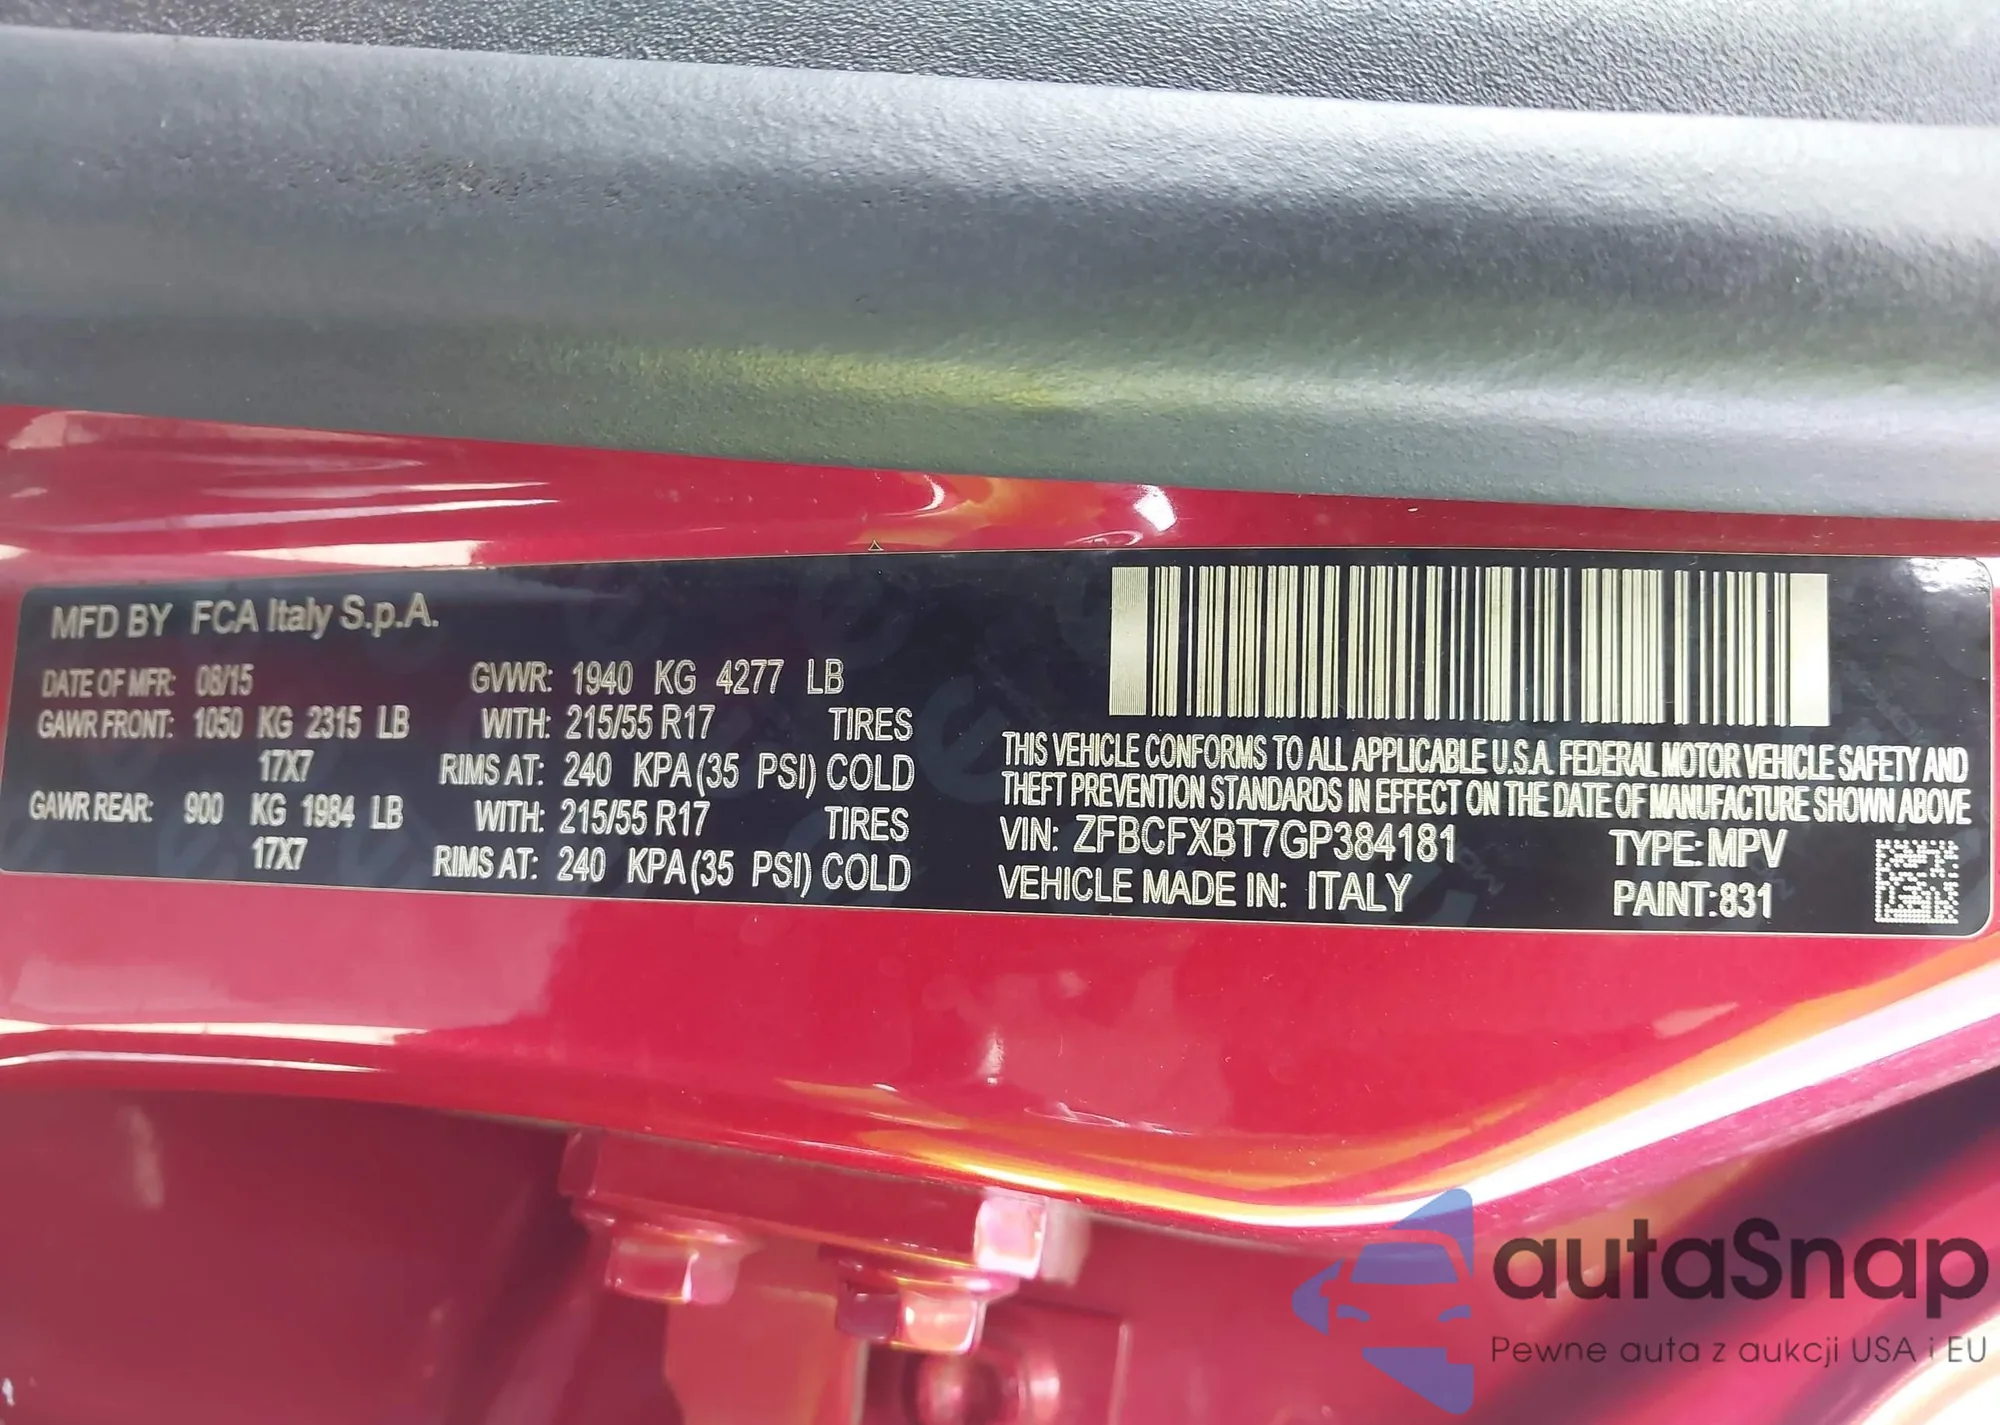 MFD BY FCA Italy S.p.A.
DATE OF MFR: 08/15 GVWR: 1940 KG 4277 LB
GAWR FRONT: 1050 KG 2315 LB WITH: 215/55 R17 TIRES
17X7 RIMS AT: 240 KPA (35 PSI) COLD
GAWR REAR: 900 KG 1984 LB WITH: 215/55 R17 TIRES
17X7 RIMS AT: 240 KPA (35 PSI) COLD
THIS VEHICLE CONFORMS TO ALL APPLICABLE U.S.A. FEDERAL MOTOR VEHICLE SAFETY AND
THEFT PREVENTION STANDARDS IN EFFECT ON THE DATE OF MANUFACTURE SHOWN ABOVE
VIN: ZFBCFXBT7GP384181 TYPE: MPV
VEHICLE MADE IN: ITALY PAINT: 831
autaSnap
Pewne auta z aukcji USA i EU